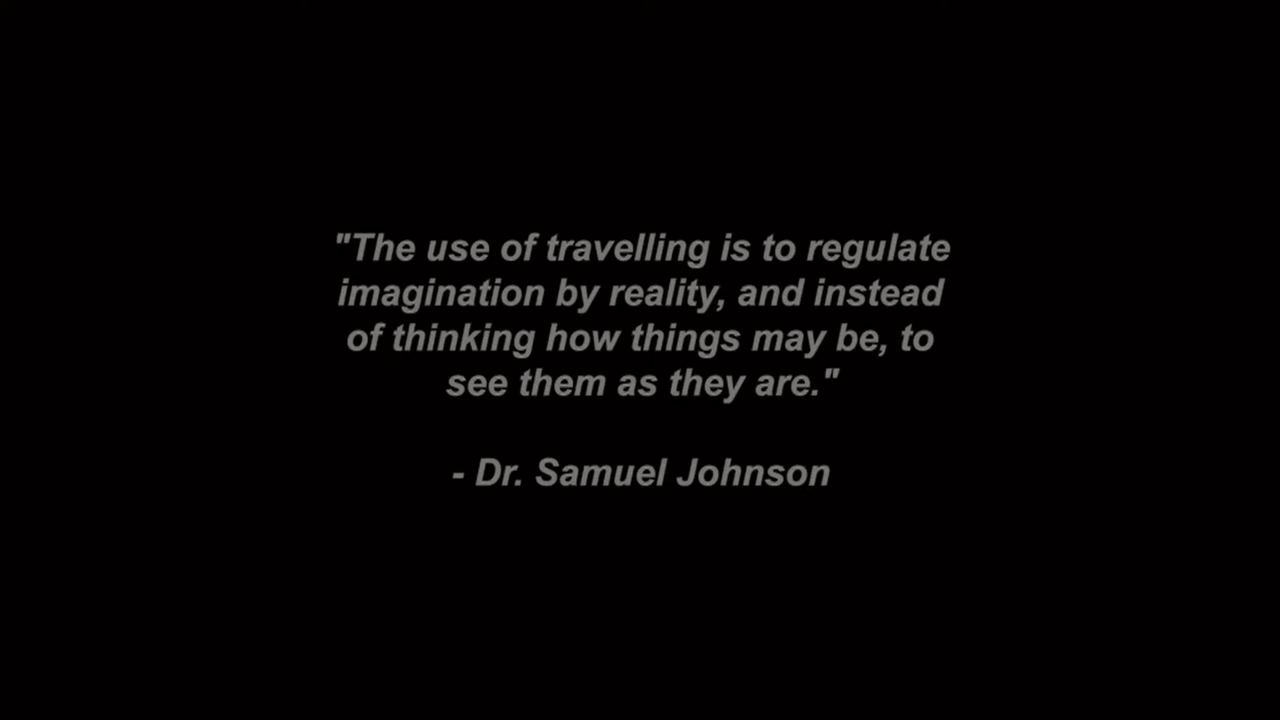 "The use of travelling is to regulate
imagination by reality, and instead
of thinking how things may be, to
see them as they are."
- Dr. Samuel Johnson